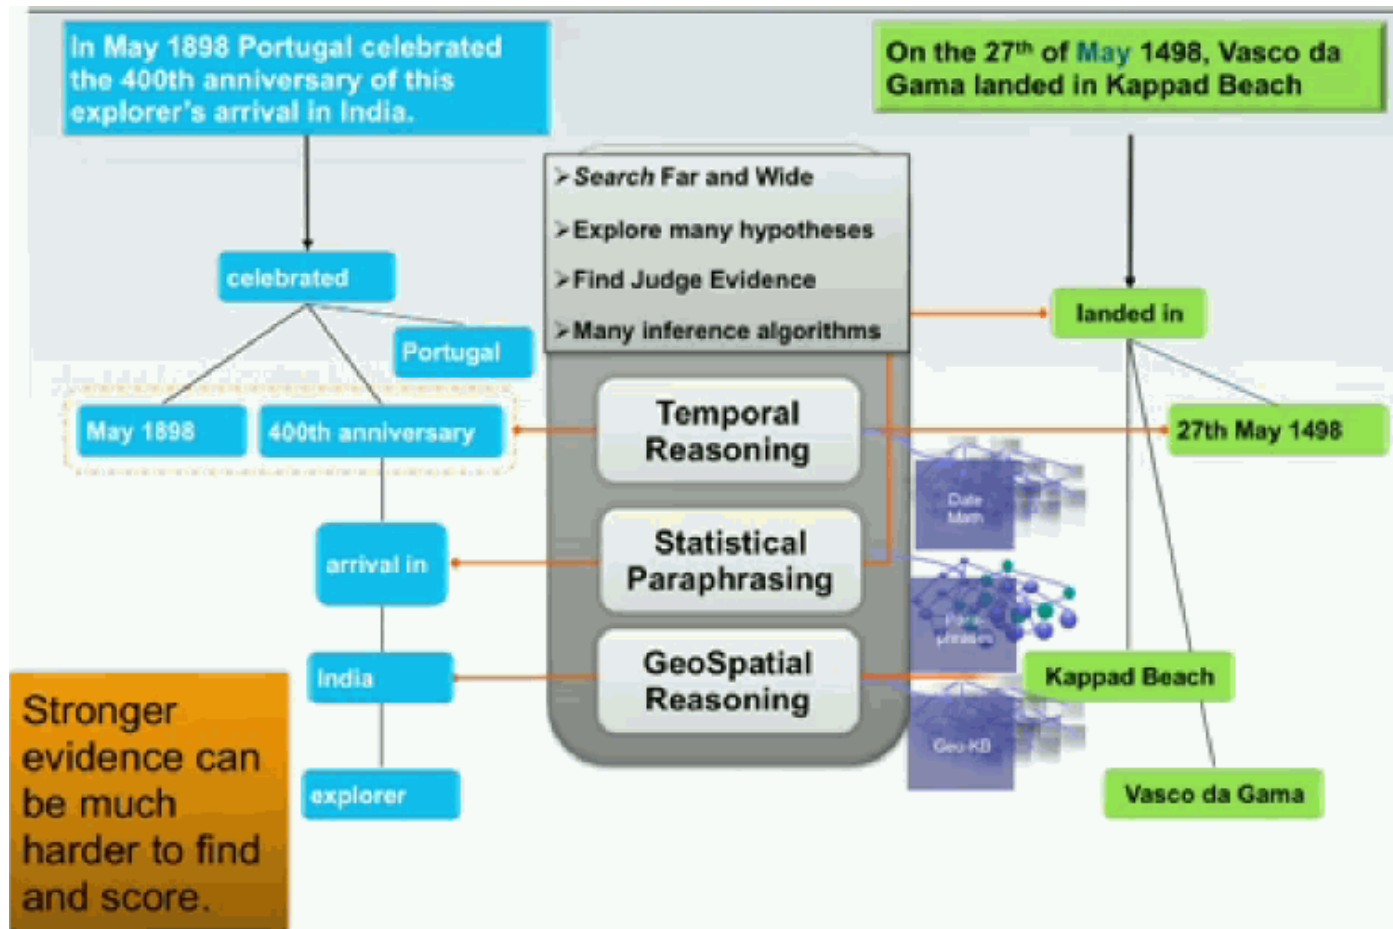 In May 1898 Portugal celebrated
the 400th anniversary of this
explorer's arrival in India.
On the 27th of May 1498, Vasco da
Gama landed in Kappad Beach
➢Search Far and Wide
➢Explore many hypotheses
➢Find Judge Evidence
➢Many inference algorithms
celebrated
Portugal
May 1898
400th anniversary
arrival in
India
explorer
Temporal
Reasoning
Statistical
Paraphrasing
GeoSpatial
Reasoning
Date
Math
Para-
phrases
Geo-KB
landed in
27th May 1498
Kappad Beach
Vasco da Gama
Stronger
evidence can
be much
harder to find
and score.